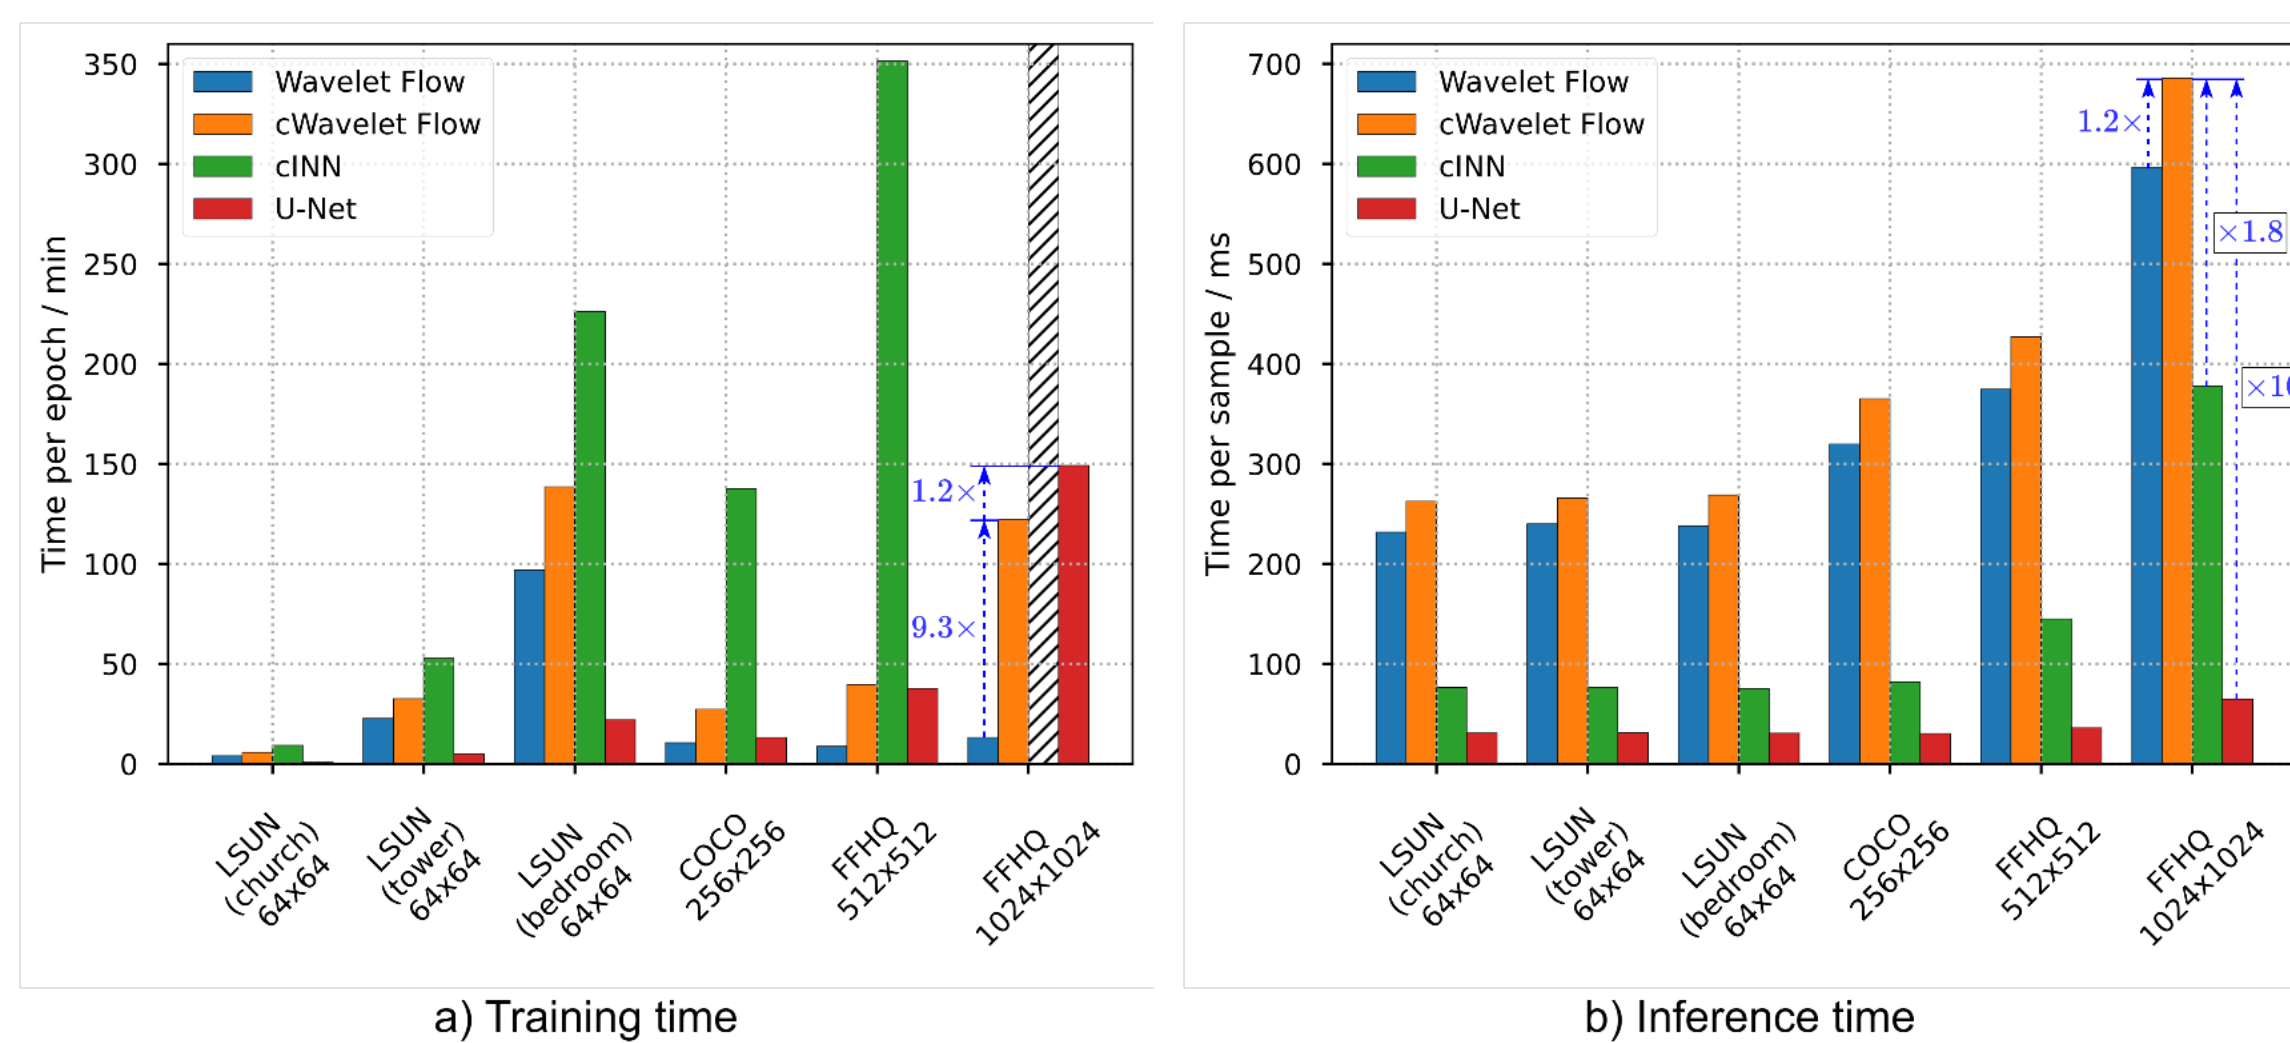 350
300
250
200
150
100
50
0
Time per epoch / min
Wavelet Flow
cWavelet Flow
cINN
U-Net
1.2×
9.3×
LSUN
(church)
64x64
LSUN
(tower)
64x64
LSUN
(bedroom)
64x64
COCO
256x256
FFHQ
512x512
FFHQ
1024x1024
a) Training time
700
600
500
400
300
200
100
0
Time per sample / ms
Wavelet Flow
cWavelet Flow
cINN
U-Net
1.2×
×1.8
LSUN
(church)
64x64
LSUN
(tower)
64x64
LSUN
(bedroom)
64x64
COCO
256x256
FFHQ
512x512
FFHQ
1024x1024
b) Inference time